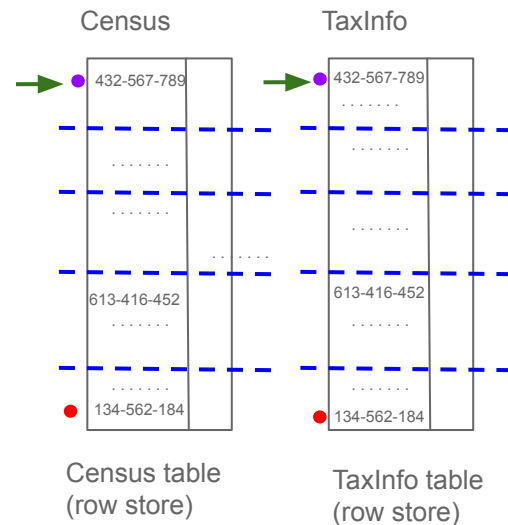 Census
TaxInfo
432-567-789
432-567-789
. . . . . . .
. . . . . . .
. . . . . . .
. . . . . . .
. . . . . . .
. . . . . . .
613-416-452
613-416-452
. . . . . . .
. . . . . . .
. . . . . . .
. . . . . . .
134-562-184
134-562-184
Census table
(row store)
TaxInfo table
(row store)